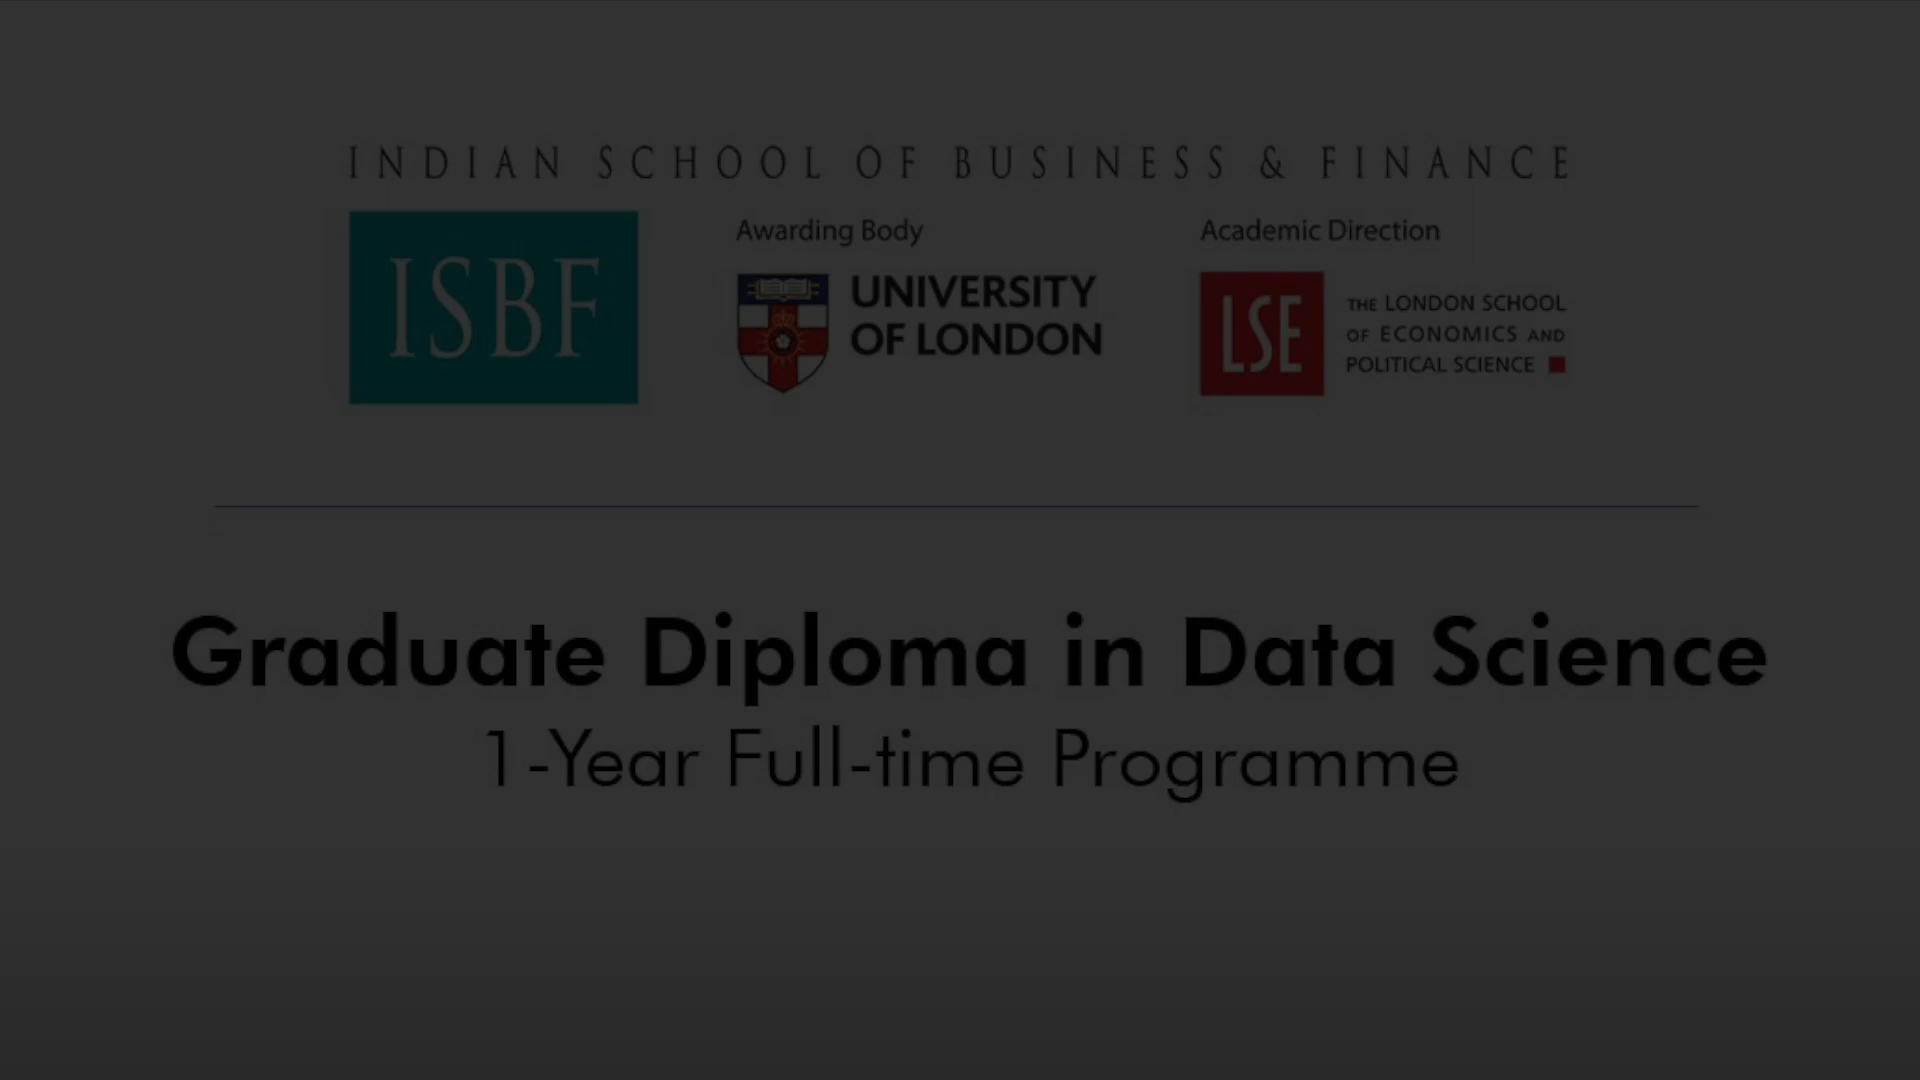 INDIAN SCHOOL OF BUSINESS & FINANCE
ISBF
Awarding Body
UNIVERSITY
OF LONDON
Academic Direction
LSE
THE LONDON SCHOOL
OF ECONOMICS AND
POLITICAL SCIENCE
Graduate Diploma in Data Science
1-Year Full-time Programme